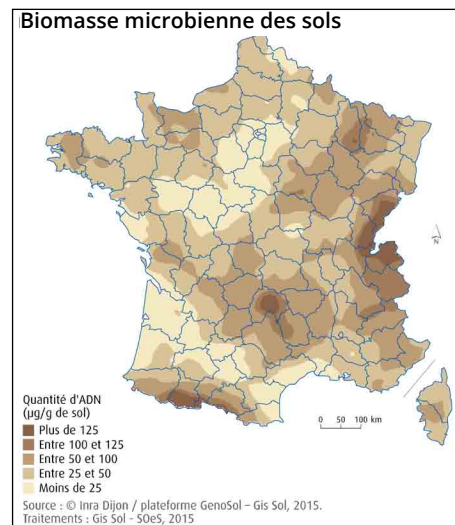 Biomasse microbienne des sols
N
Quantité d'ADN
(µg/g de sol)
Plus de 125
Entre 100 et 125
Entre 50 et 100
Entre 25 et 50
Moins de 25
0 50 100 km
Source : © Inra Dijon / plateforme GenoSol – Gis Sol, 2015.
Traitements : Gis Sol - SOeS, 2015